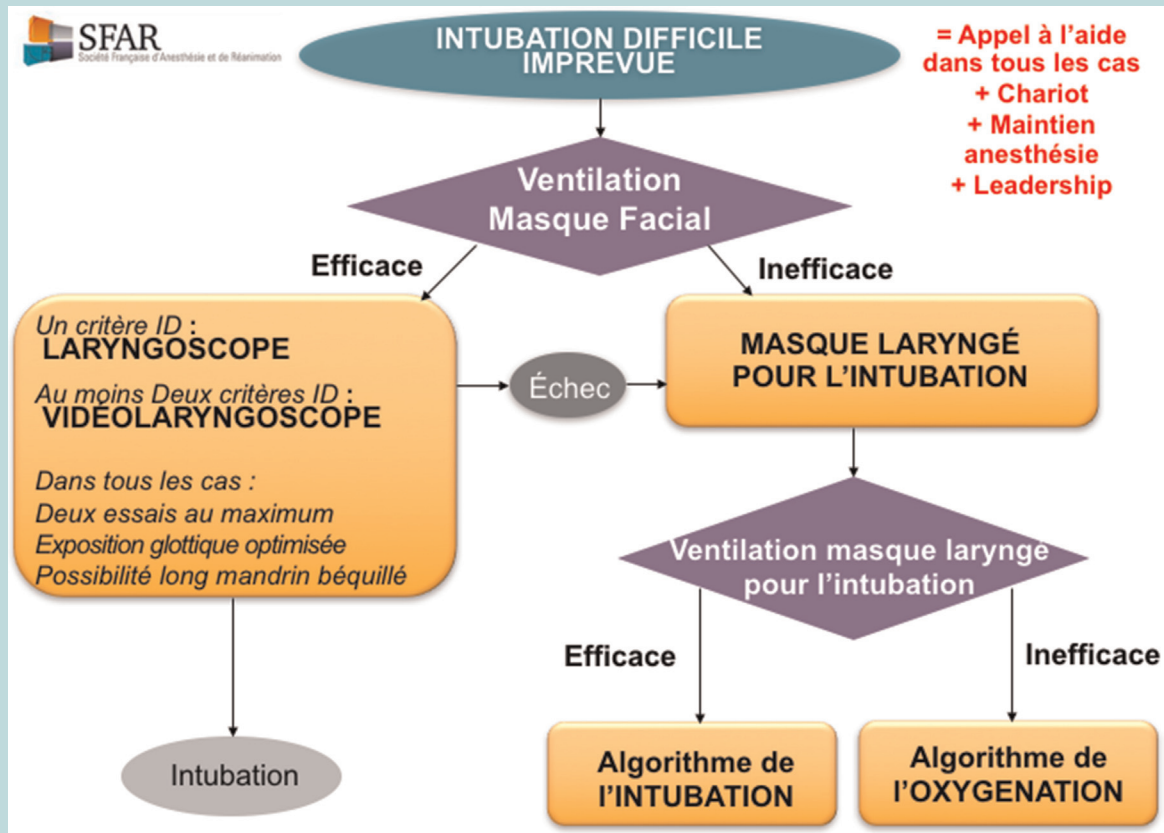 SFAR
Société Française d'Anesthésie et de Réanimation
INTUBATION DIFFICILE
IMPREVUE
= Appel à l'aide
dans tous les cas
+ Chariot
+ Maintien
anesthésie
+ Leadership
Ventilation
Masque Facial
Efficace
Inefficace
Un critère ID :
LARYNGOSCOPE
Au moins Deux critères ID :
VIDÉOLARYNGOSCOPE
Dans tous les cas :
Deux essais au maximum
Exposition glottique optimisée
Possibilité long mandrin béquillé
Échec
MASQUE LARYNGÉ
POUR L'INTUBATION
Ventilation masque laryngé
pour l'intubation
Efficace
Inefficace
Intubation
Algorithme de
l'INTUBATION
Algorithme de
l'OXYGENATION